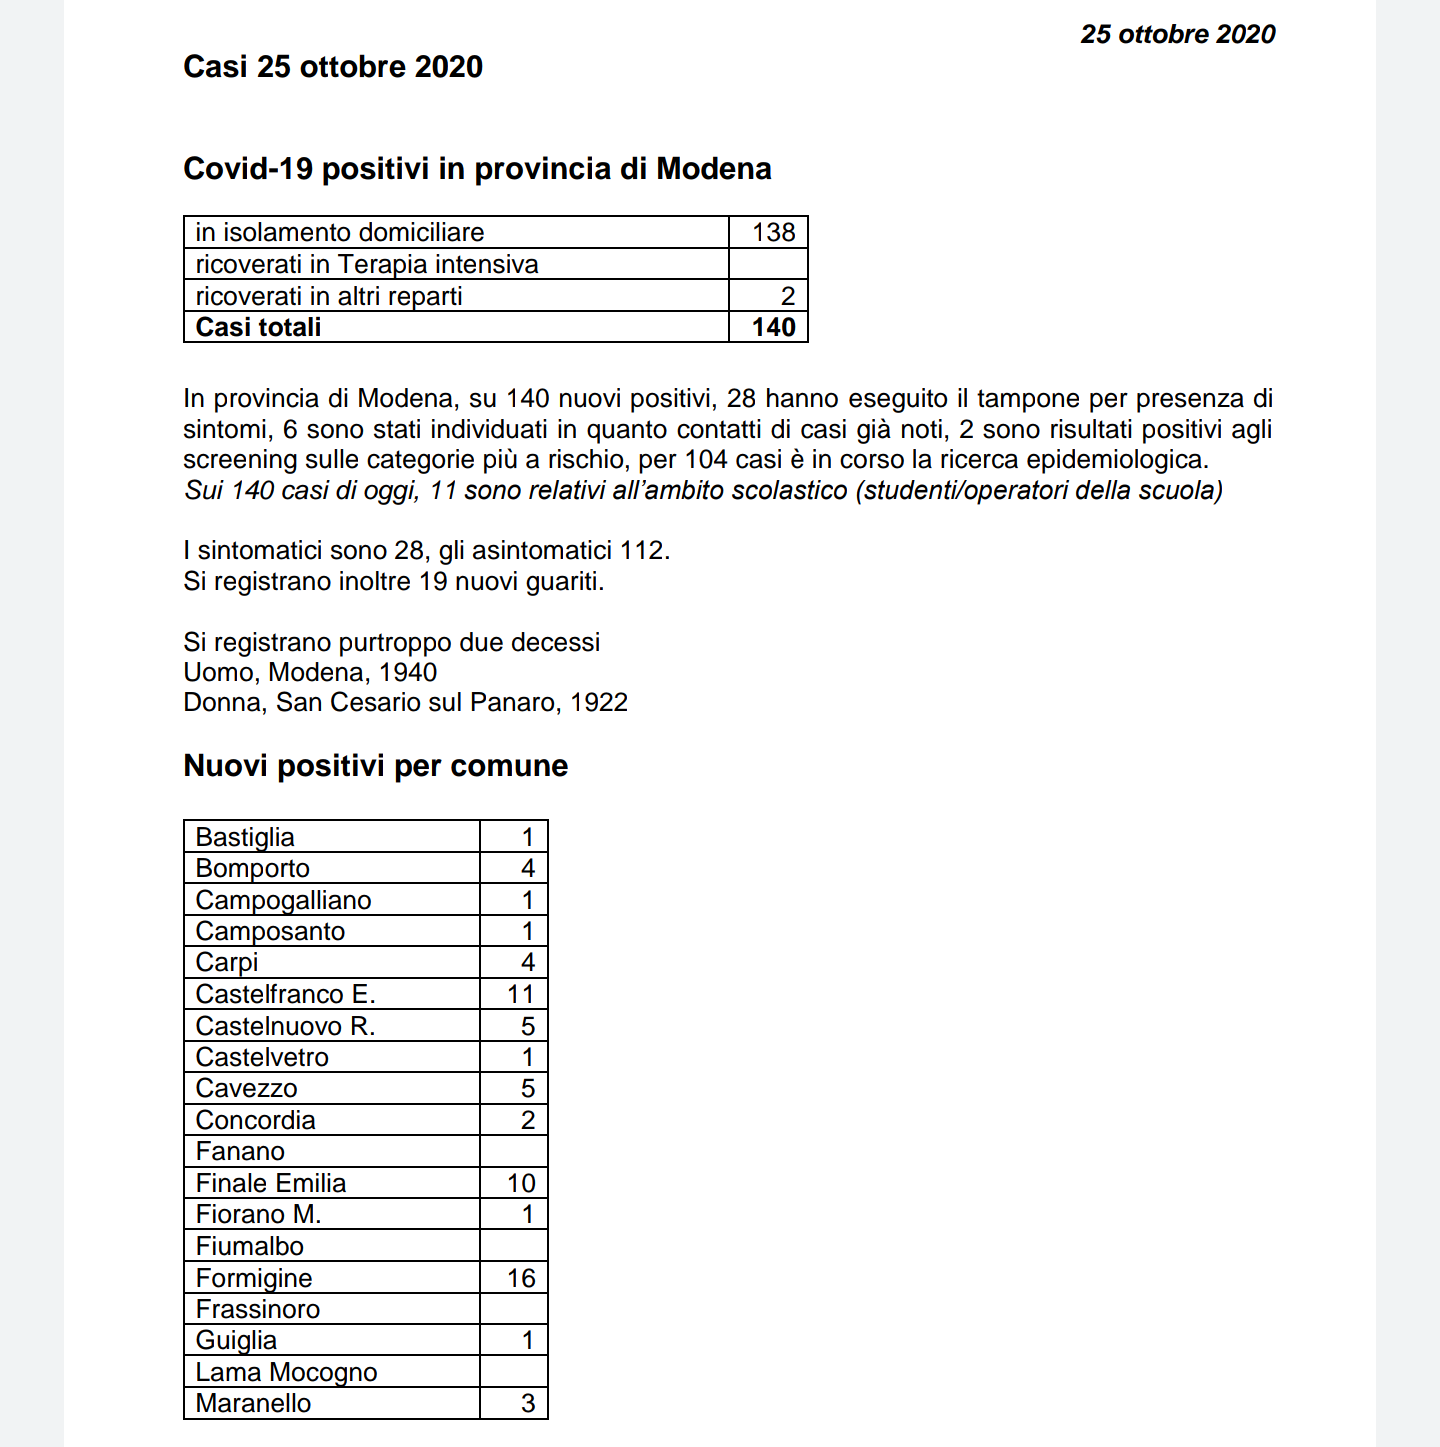 25 ottobre 2020
Casi 25 ottobre 2020
Covid-19 positivi in provincia di Modena
in isolamento domiciliare 138
ricoverati in Terapia intensiva
ricoverati in altri reparti 2
Casi totali 140
In provincia di Modena, su 140 nuovi positivi, 28 hanno eseguito il tampone per presenza di
sintomi, 6 sono stati individuati in quanto contatti di casi già noti, 2 sono risultati positivi agli
screening sulle categorie più a rischio, per 104 casi è in corso la ricerca epidemiologica.
Sui 140 casi di oggi, 11 sono relativi all’ambito scolastico (studenti/operatori della scuola)
I sintomatici sono 28, gli asintomatici 112.
Si registrano inoltre 19 nuovi guariti.
Si registrano purtroppo due decessi
Uomo, Modena, 1940
Donna, San Cesario sul Panaro, 1922
Nuovi positivi per comune
Bastiglia 1
Bomporto 4
Campogalliano 1
Camposanto 1
Carpi 4
Castelfranco E. 11
Castelnuovo R. 5
Castelvetro 1
Cavezzo 5
Concordia 2
Fanano
Finale Emilia 10
Fiorano M. 1
Fiumalbo
Formigine 16
Frassinoro
Guiglia 1
Lama Mocogno
Maranello 3